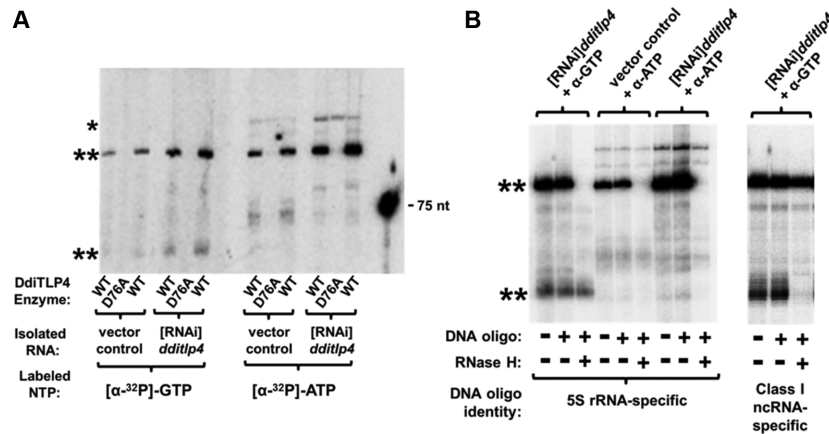 A
*
**
**
- 75 nt
DdiTLP4 Enzyme: WT D76A WT WT D76A WT WT D76A WT WT D76A WT
Isolated RNA: vector control [RNAi] dditlp4 vector control [RNAi] dditlp4
Labeled NTP: [α-³²P]-GTP [α-³²P]-ATP
B
[RNAi]dditlp4 + α-GTP
vector control + α-ATP
[RNAi]dditlp4 + α-ATP
[RNAi]dditlp4 + α-GTP
**
**
DNA oligo: - + + - + + - + + - + +
RNase H: - - + - - + - - + - - +
DNA oligo identity: 5S rRNA-specific Class I ncRNA-specific